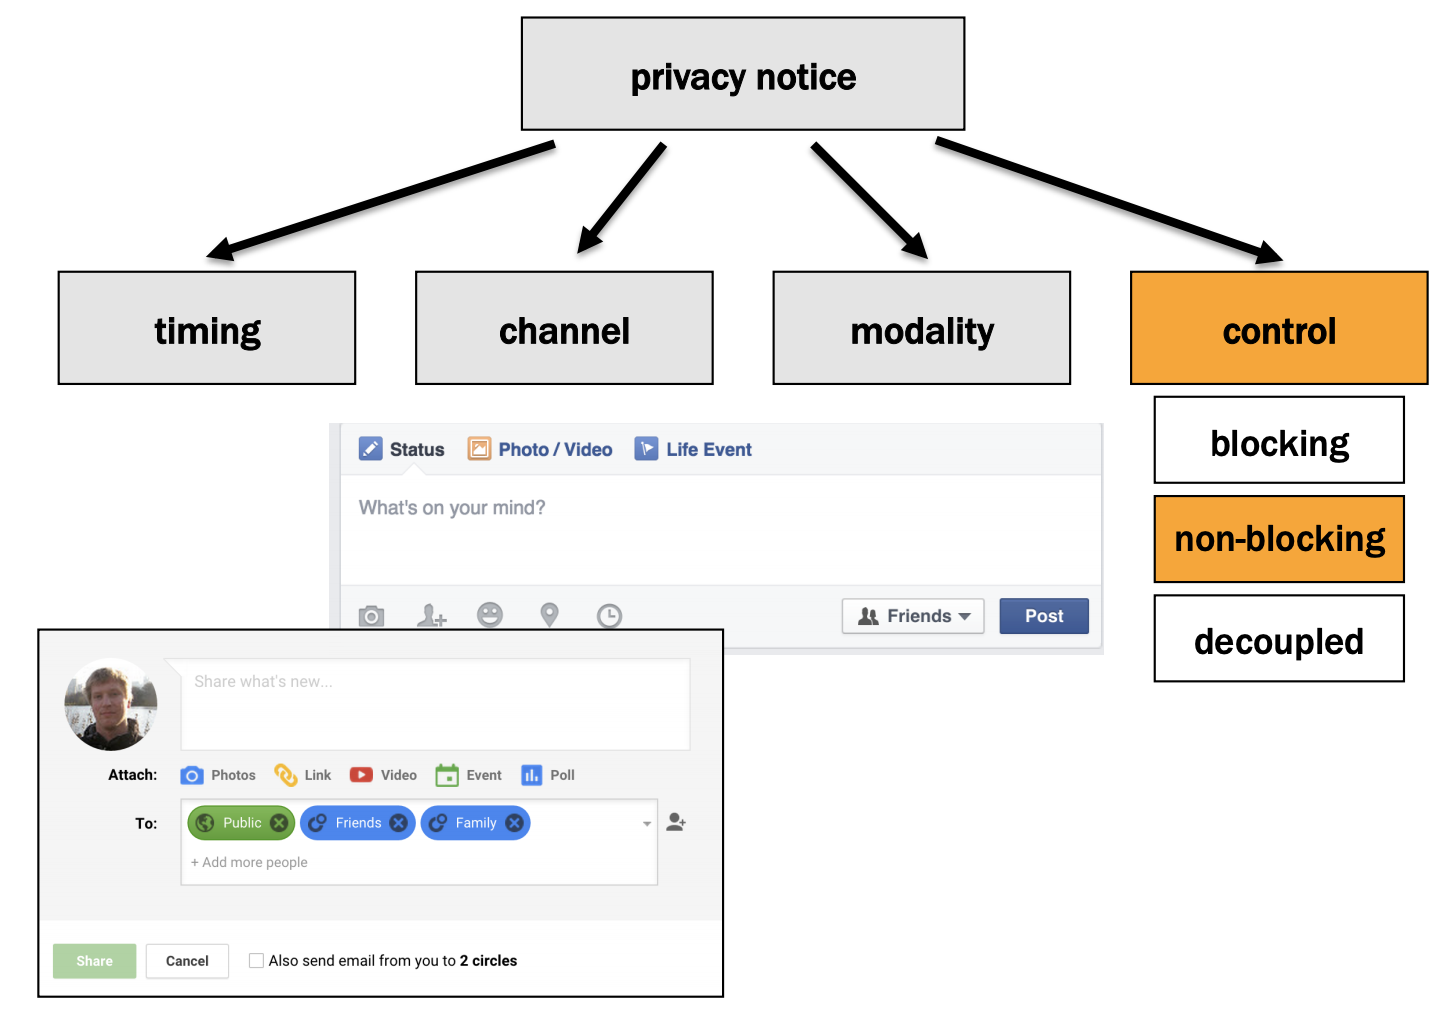 privacy notice
timing
channel
modality
control
blocking
non-blocking
decoupled
Status Photo / Video Life Event
What's on your mind?
Friends Post
Share what's new...
Attach: Photos Link Video Event Poll
To: Public Friends Family
+ Add more people
Share Cancel Also send email from you to 2 circles